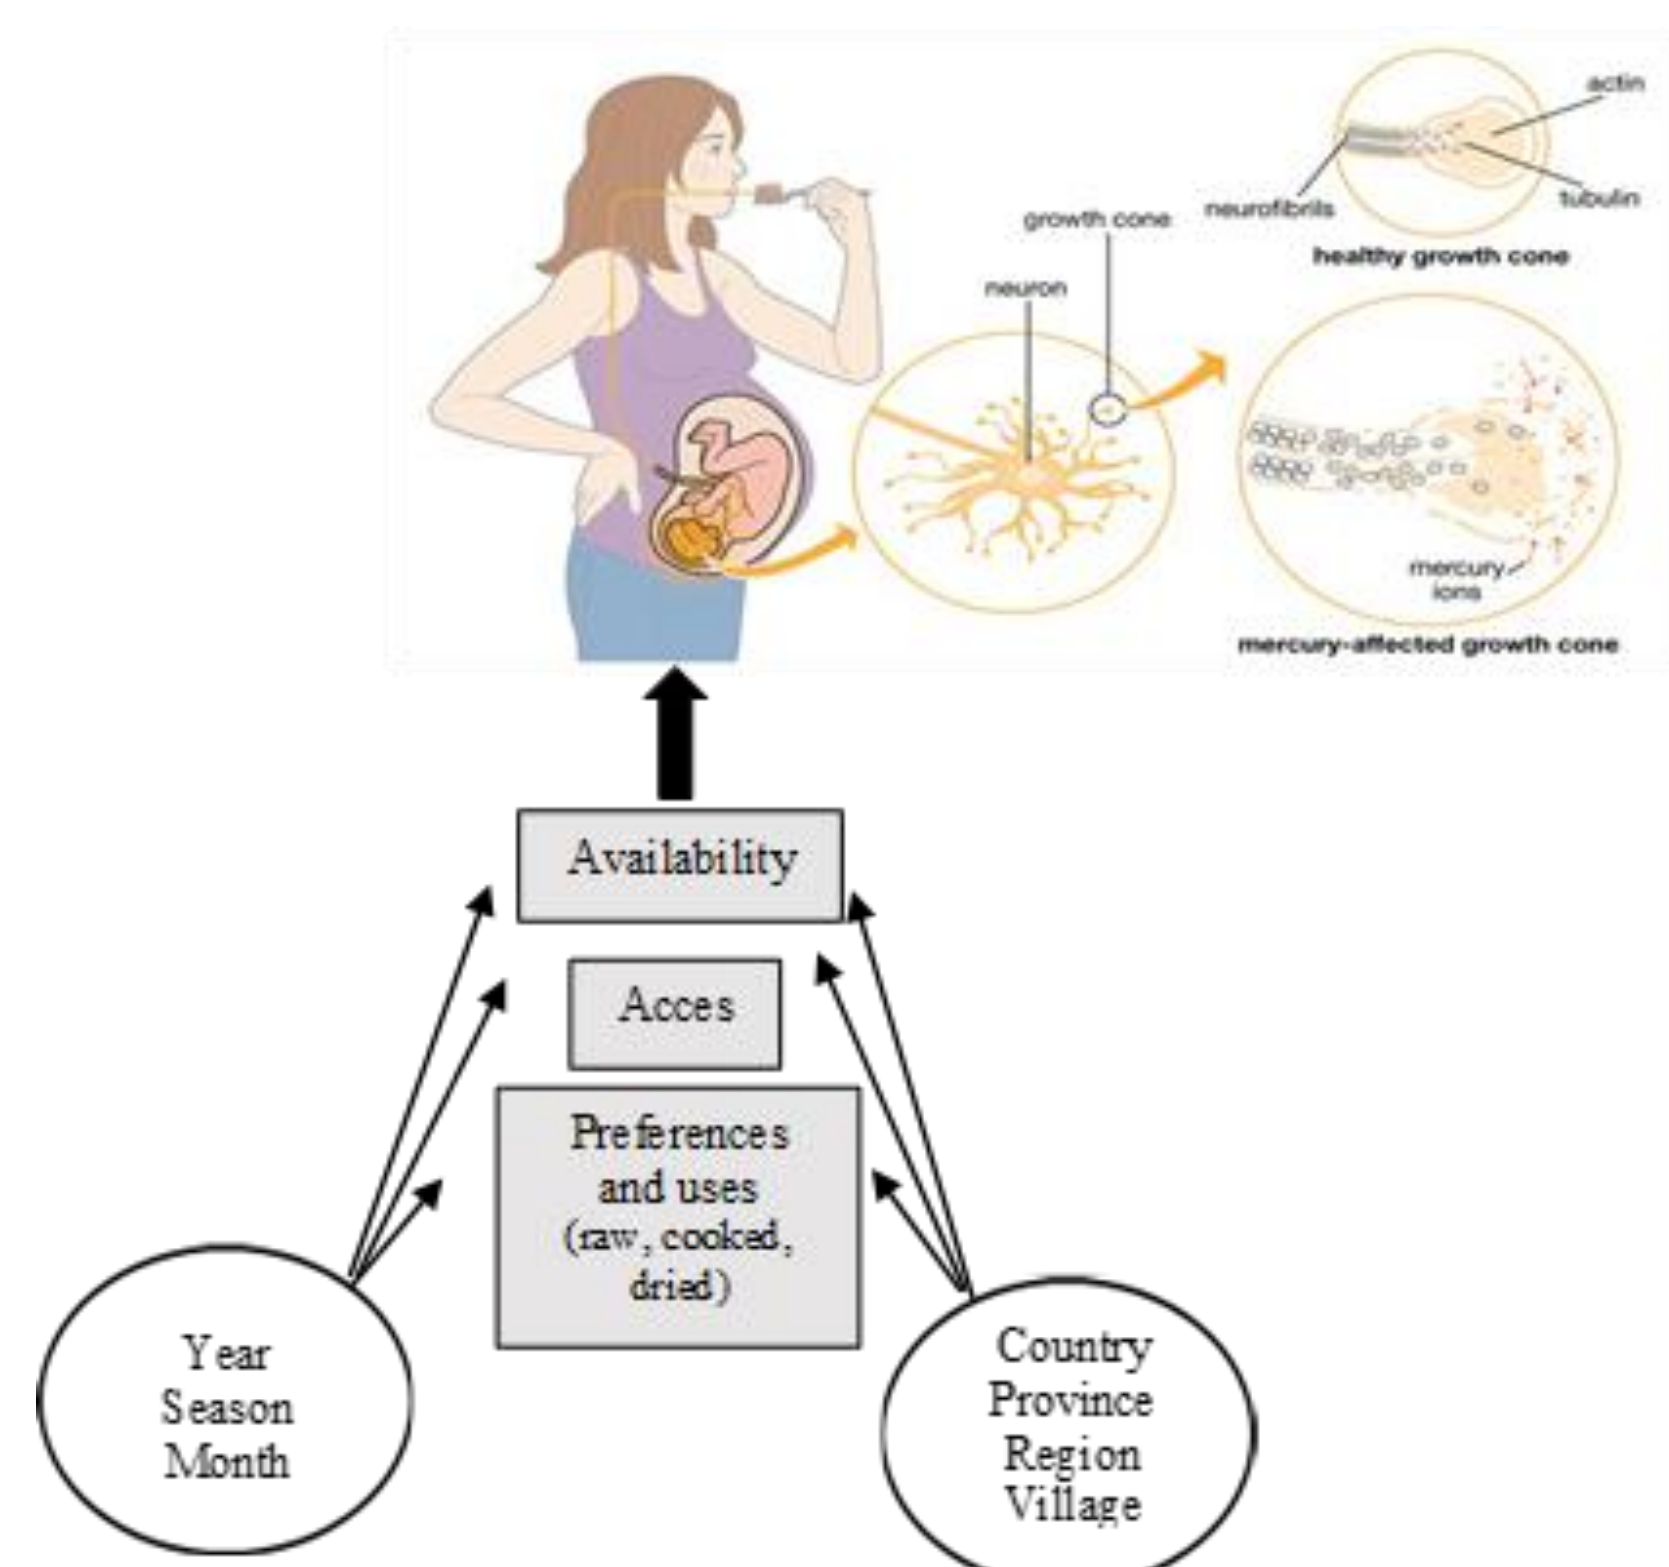 actin
neurofibrils
tubulin
healthy growth cone
growth cone
neuron
mercury
ions
mercury-affected growth cone
Availability
Acces
Preferences
and uses
(raw, cooked,
dried)
Year
Season
Month
Country
Province
Region
Village